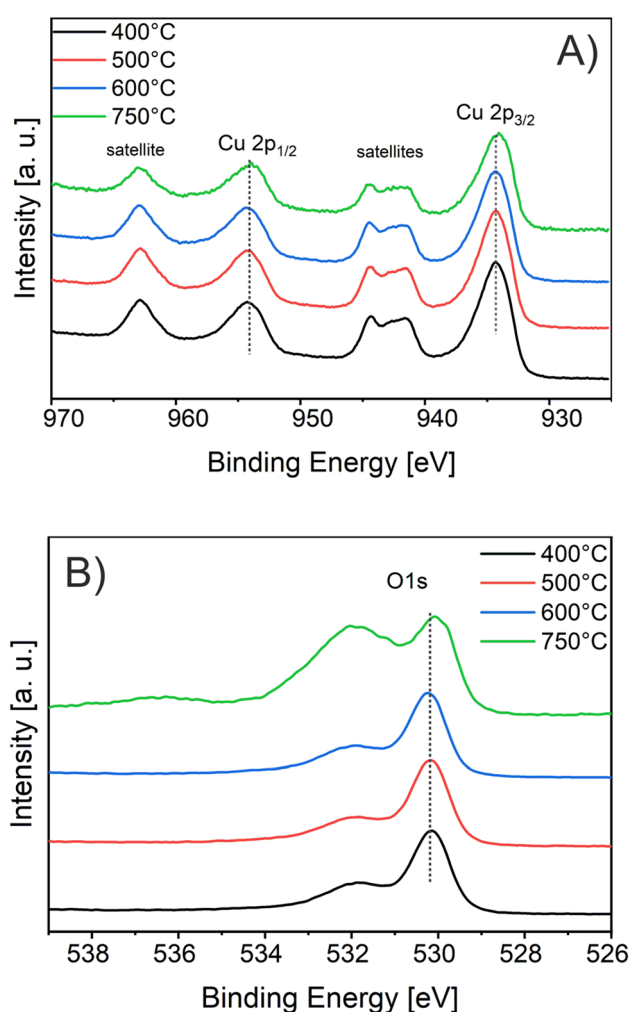 400°C
500°C
600°C
750°C
A)
satellite
Cu 2p1/2
satellites
Cu 2p3/2
Intensity [a. u.]
970 960 950 940 930
Binding Energy [eV]
B)
O1s
400°C
500°C
600°C
750°C
Intensity [a. u.]
538 536 534 532 530 528 526
Binding Energy [eV]